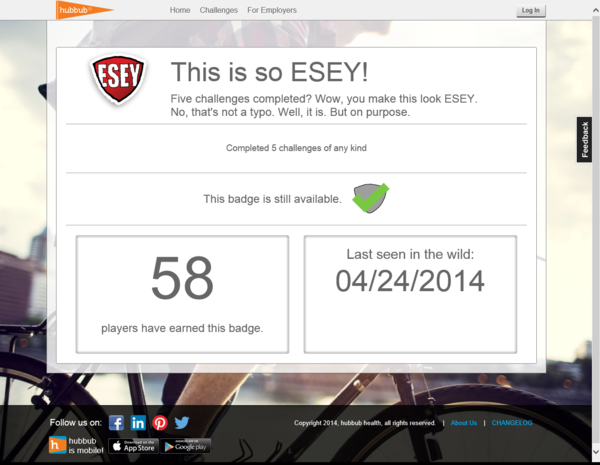 hubbub
Home
Challenges
For Employers
Log In
ESEY
This is so ESEY!
Five challenges completed? Wow, you make this look ESEY.
No, that's not a typo. Well, it is. But on purpose.
Completed 5 challenges of any kind
Feedback
This badge is still available.
58
players have earned this badge.
Last seen in the wild:
04/24/2014
Follow us on:
Copyright 2014, hubbub health, all rights reserved. | About Us | CHANGELOG
hubbub
is mobile!
Download on the
App Store
Google play